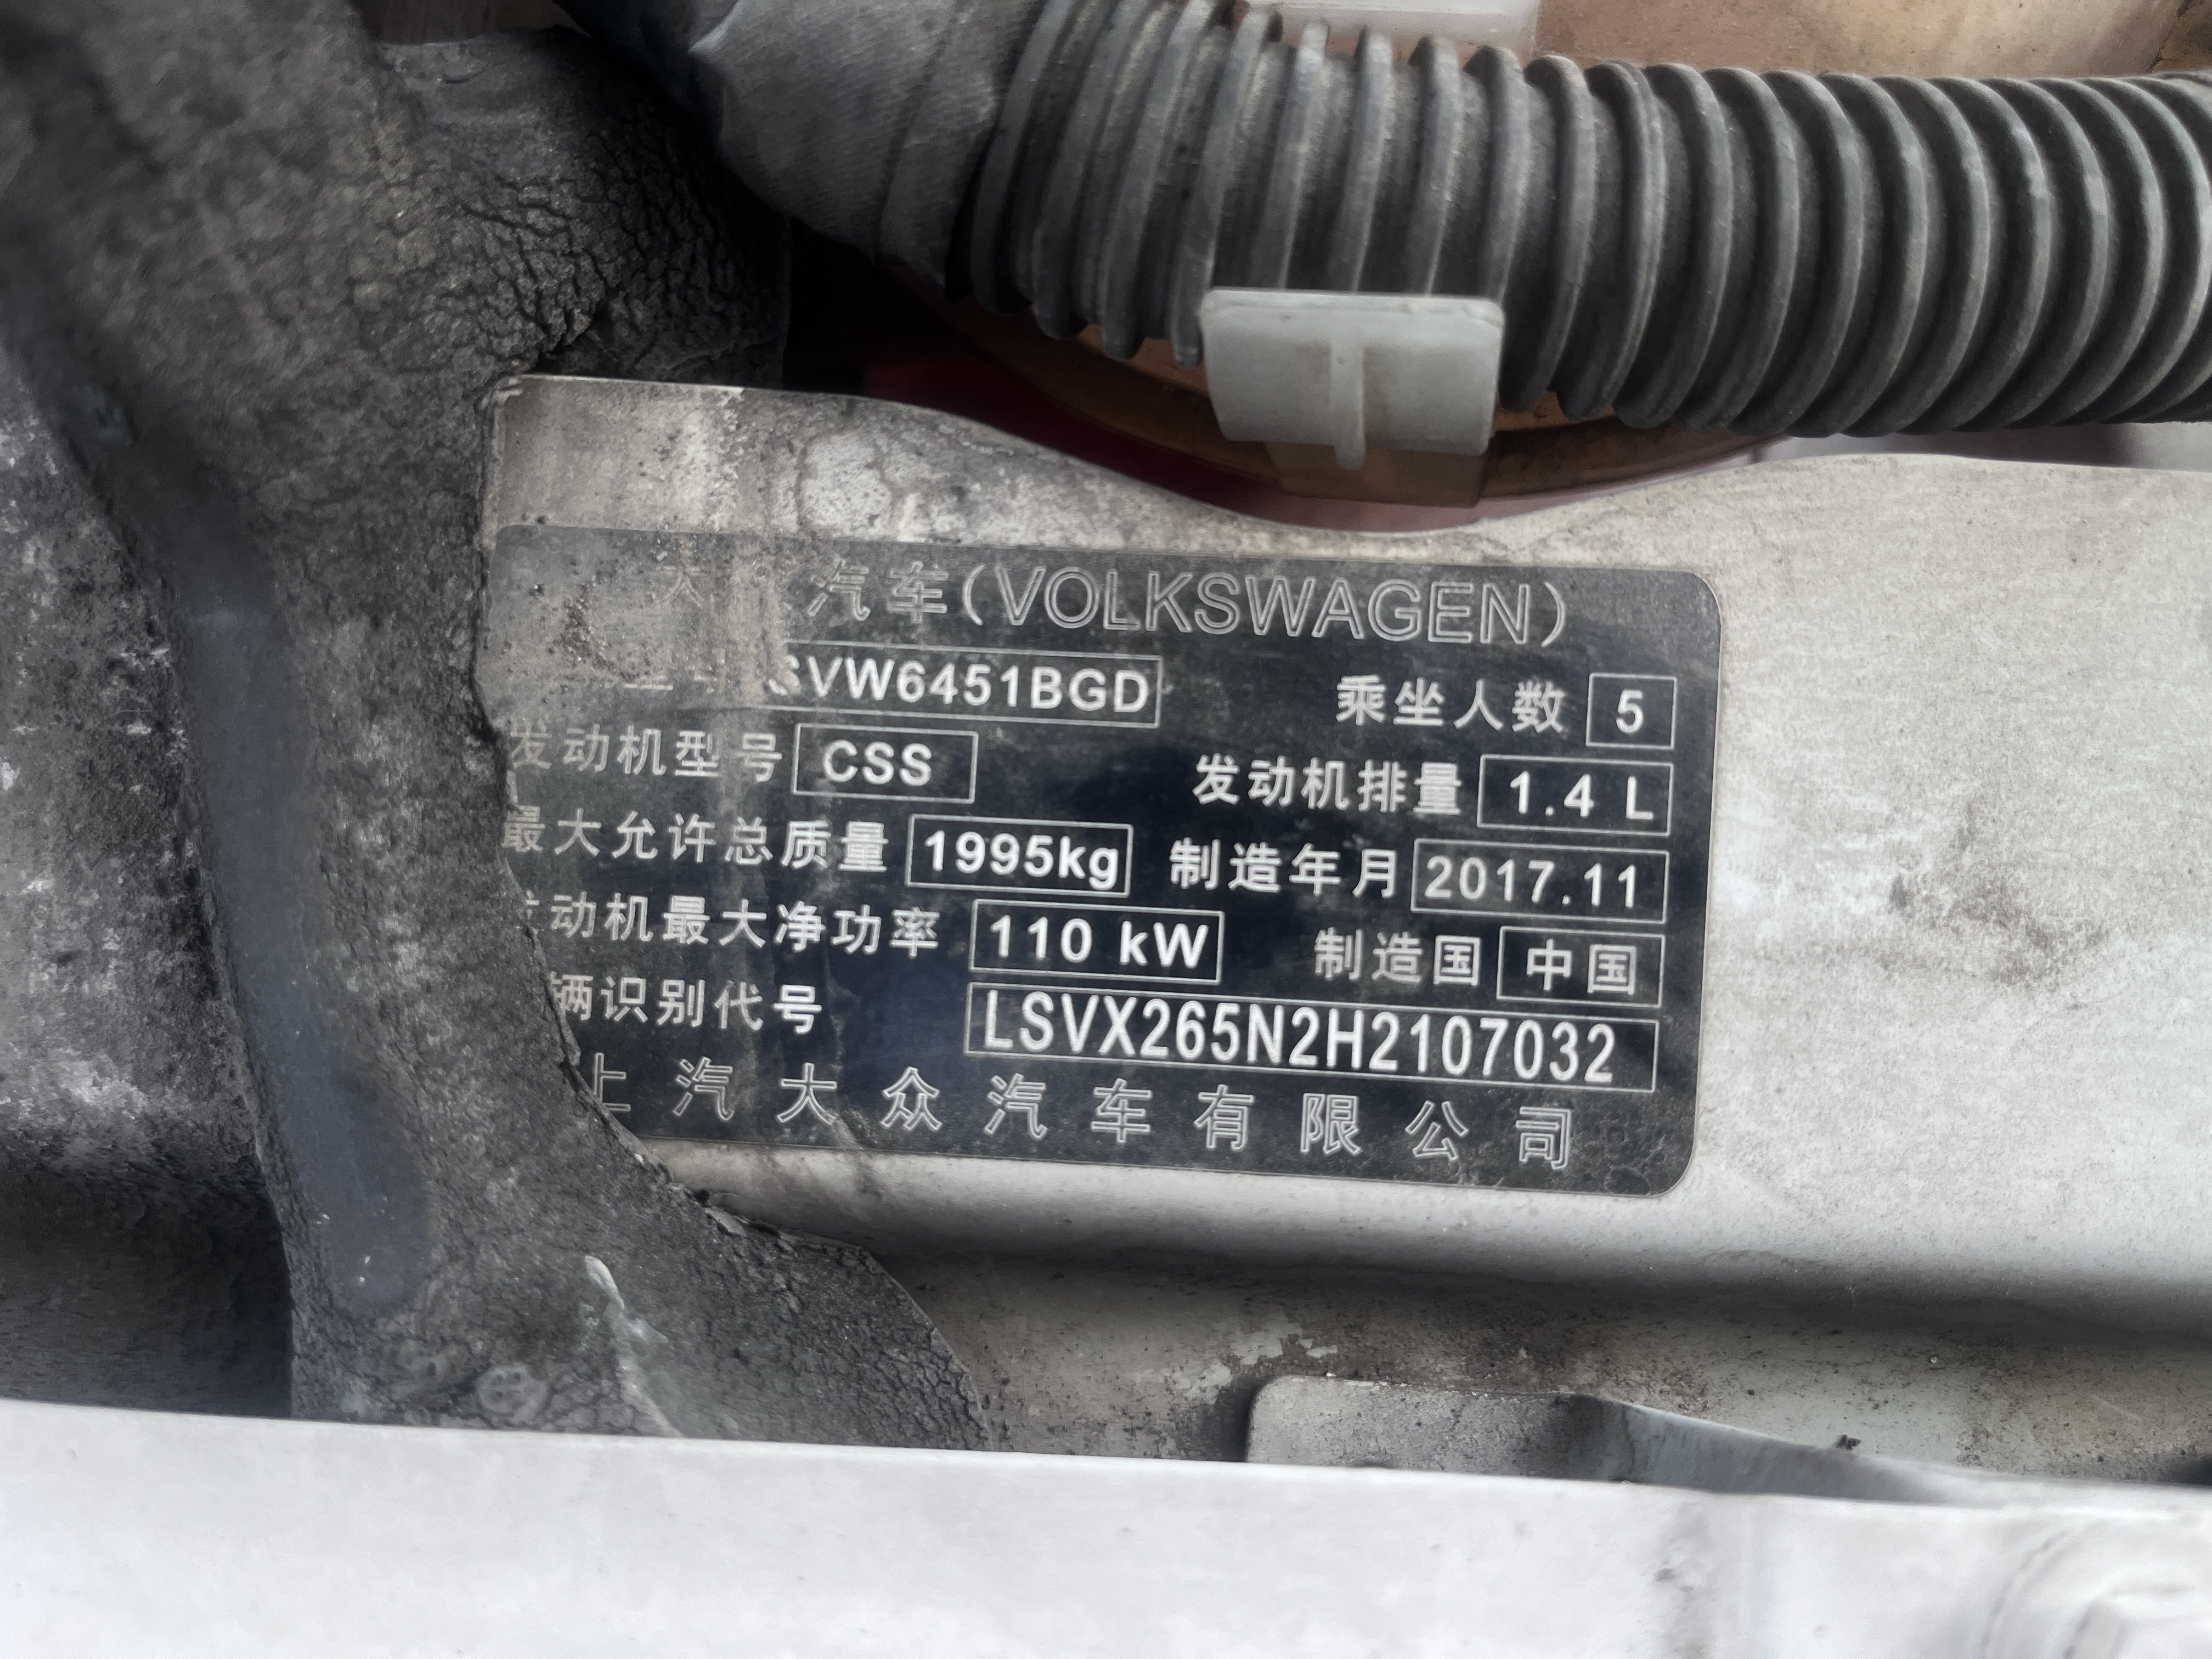 大众汽车(VOLKSWAGEN)
SVW6451BGD 乘坐人数 5
发动机型号 CSS 发动机排量 1.4 L
最大允许总质量 1995kg 制造年月 2017.11
发动机最大净功率 110 kW 制造国 中国
辆识别代号 LSVX265N2H2107032
上汽大众汽车有限公司